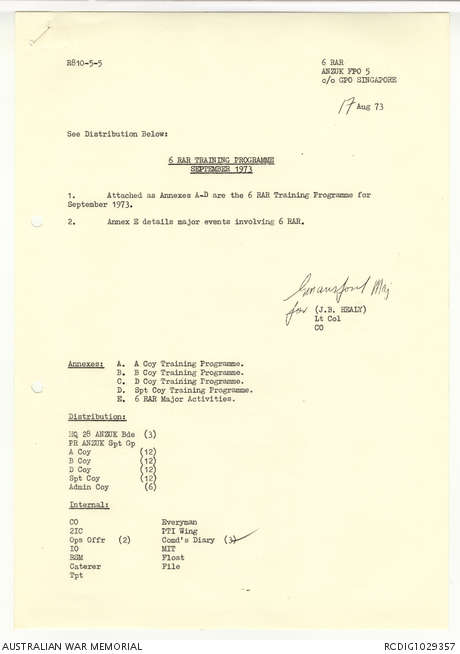 R810-5-5
6 RAR
ANZUK FPO 5
c/o GPO SINGAPORE
17 Aug 73
See Distribution Below:
6 RAR TRAINING PROGRAMME
SEPTEMBER 1973
1. Attached as Annexes A-D are the 6 RAR Training Programme for
September 1973.
2. Annex E details major events involving 6 RAR.
Maj
for (J.B. HEALY)
Lt Col
CO
Annexes: A. A Coy Training Programme.
B. B Coy Training Programme.
C. D Coy Training Programme.
D. Spt Coy Training Programme.
E. 6 RAR Major Activities.
Distribution:
HQ 28 ANZUK Bde (3)
PR ANZUK Spt Gp
A Coy (12)
B Coy (12)
D Coy (12)
Spt Coy (12)
Admin Coy (6)
Internal:
CO Everyman
2IC PTI Wing
Ops Offr (2) Comd's Diary (3)
IO MIT
RSM Float
Caterer File
Tpt
AUSTRALIAN WAR MEMORIAL RCDIG1029357